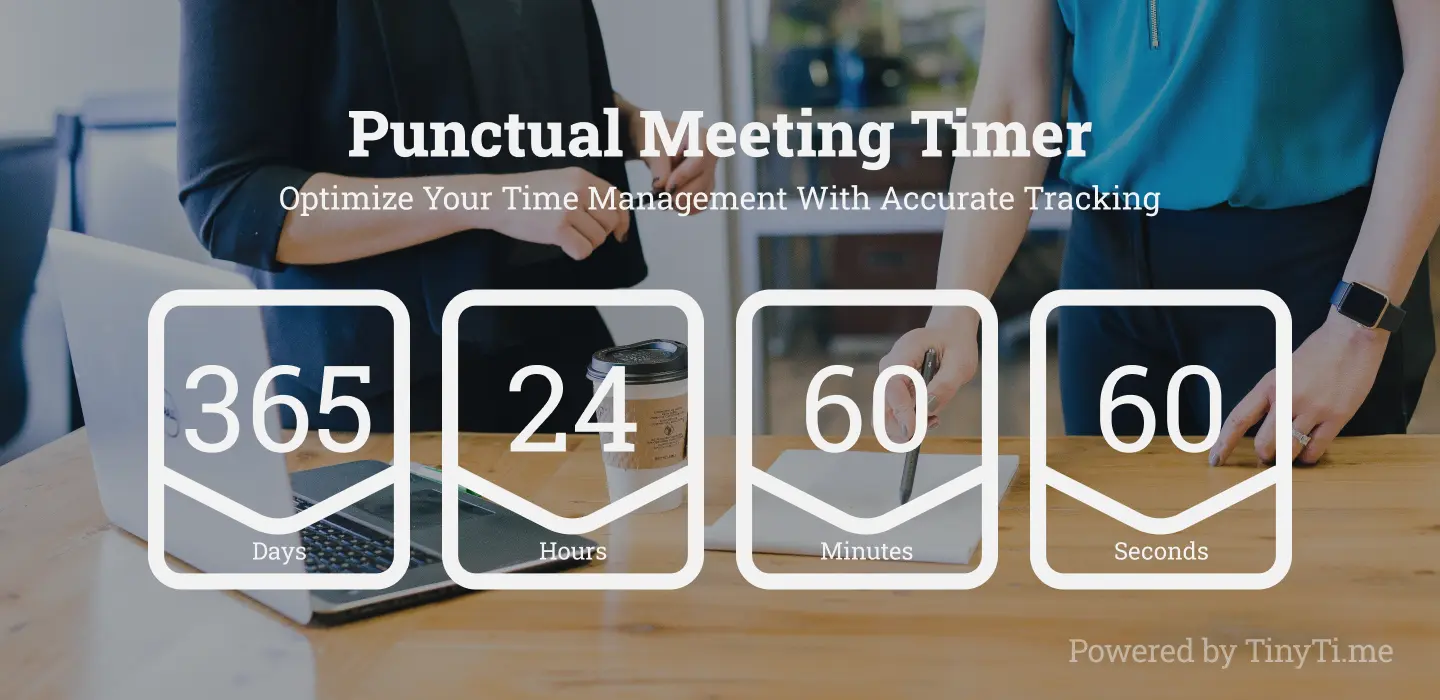 Punctual Meeting Timer
Optimize Your Time Management With Accurate Tracking
365 24 60 60
Days Hours Minutes Seconds
Powered by TinyTi.me